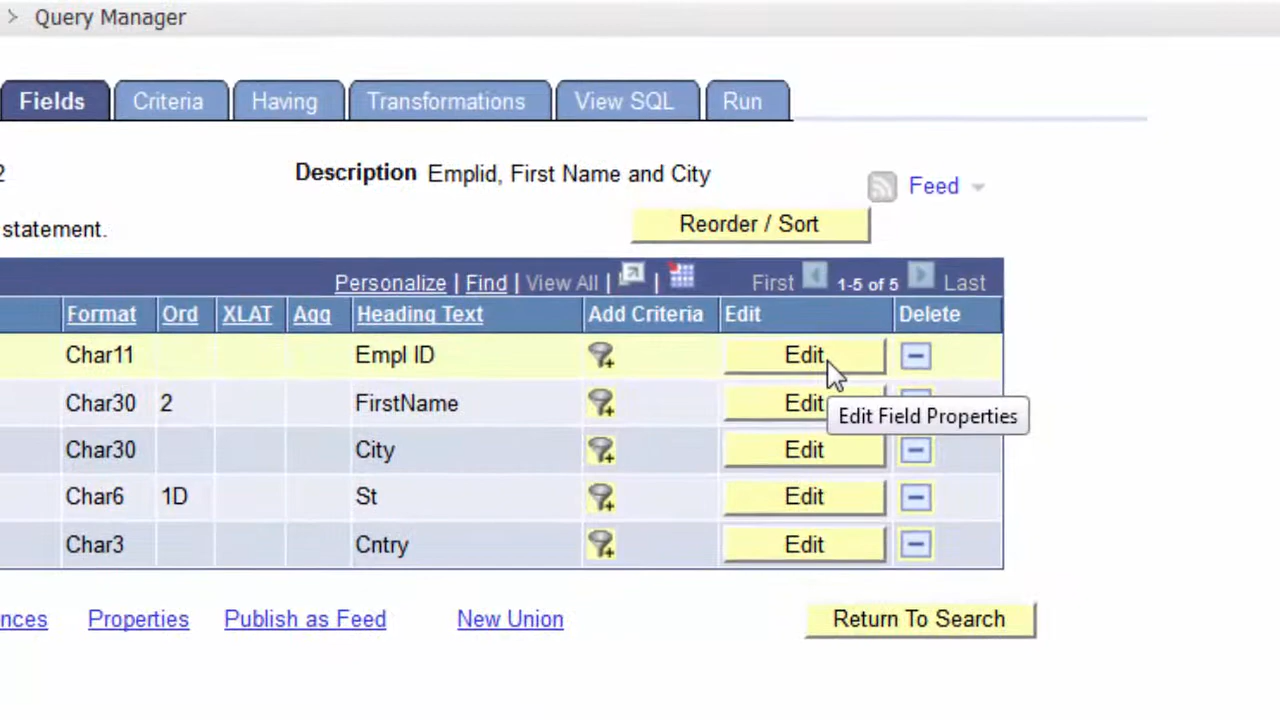 > Query Manager
Fields Criteria Having Transformations View SQL Run
2 Description Emplid, First Name and City
Feed
statement. Reorder / Sort
Personalize | Find | View All | | First 1-5 of 5 Last
Format Ord XLAT Agg Heading Text Add Criteria Edit Delete
Char11 Empl ID Edit
Char30 2 FirstName Edit
Edit Field Properties
Char30 City Edit
Char6 1D St Edit
Char3 Cntry Edit
nces Properties Publish as Feed New Union Return To Search